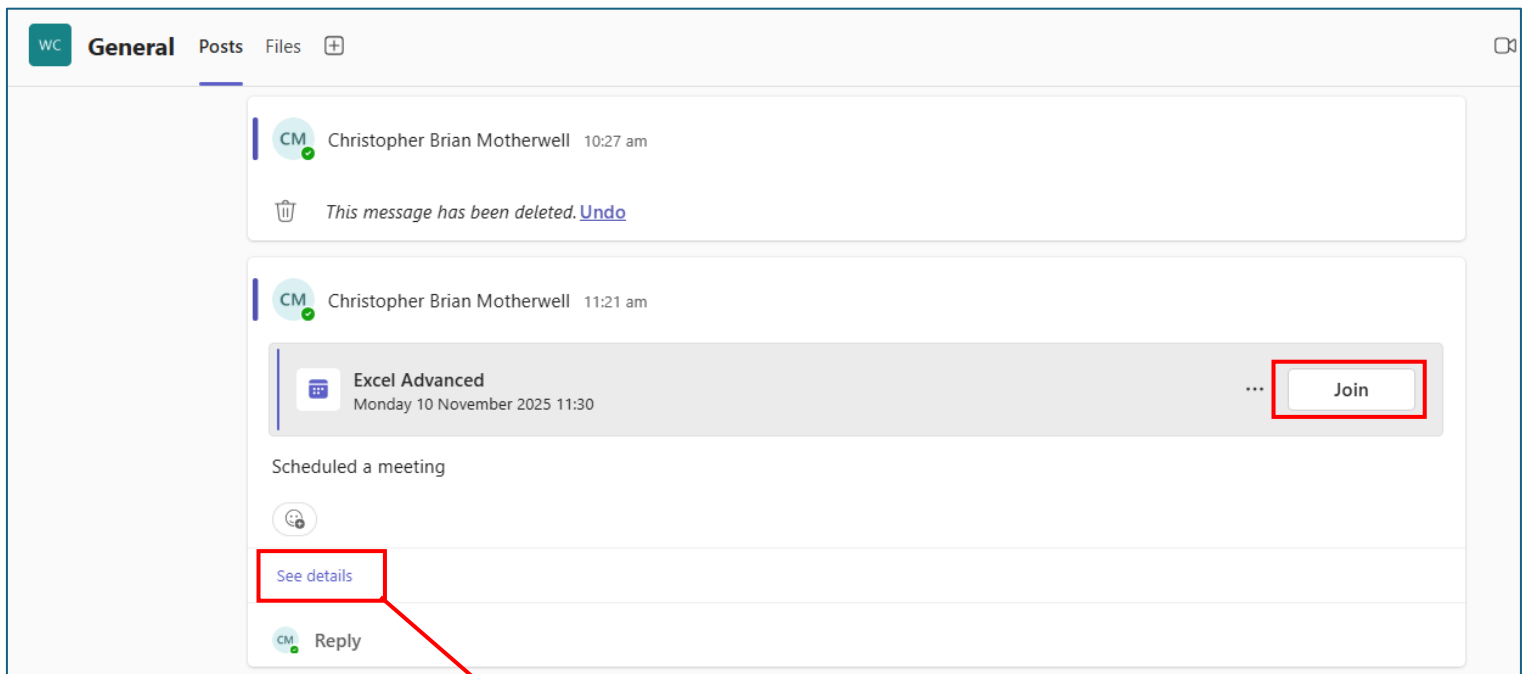 WC General Posts Files
CM Christopher Brian Motherwell 10:27 am
This message has been deleted. Undo
CM Christopher Brian Motherwell 11:21 am
Excel Advanced
Monday 10 November 2025 11:30
... Join
Scheduled a meeting
See details
CM Reply